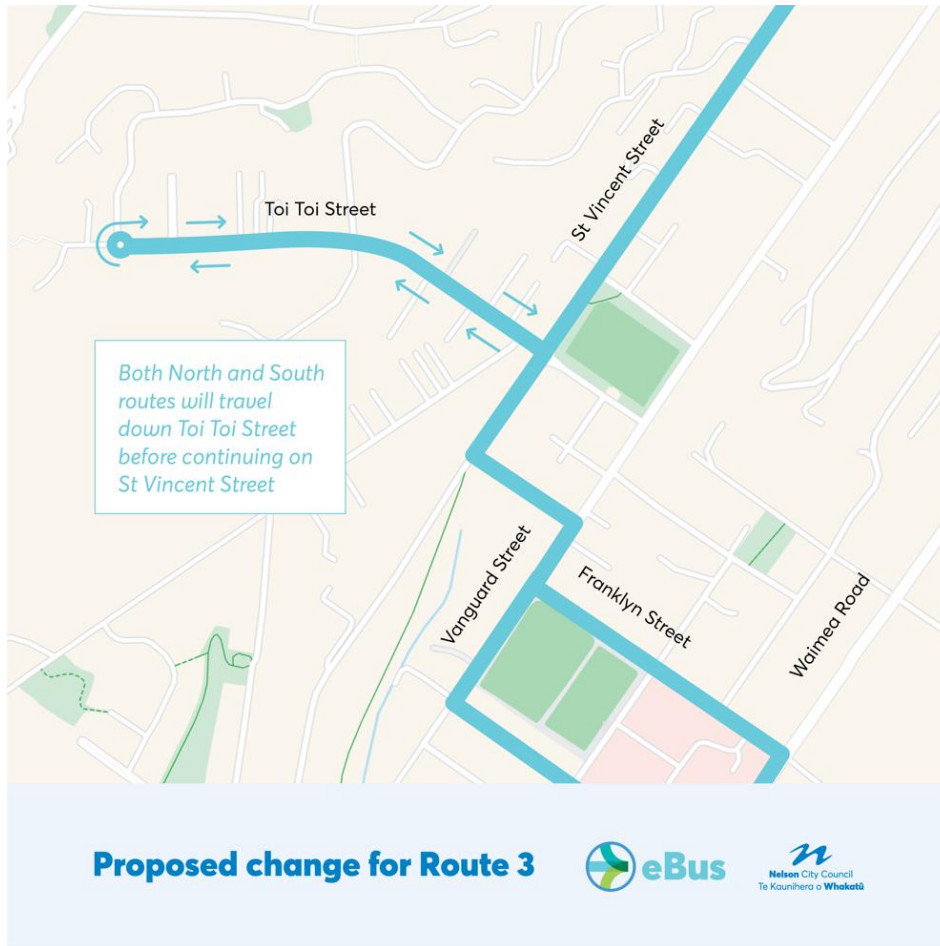 Toi Toi Street
St Vincent Street
Both North and South
routes will travel
down Toi Toi Street
before continuing on
St Vincent Street
Vanguard Street
Franklyn Street
Waimea Road
Proposed change for Route 3
eBus
Nelson City Council
Te Kaunihera o Whakatū